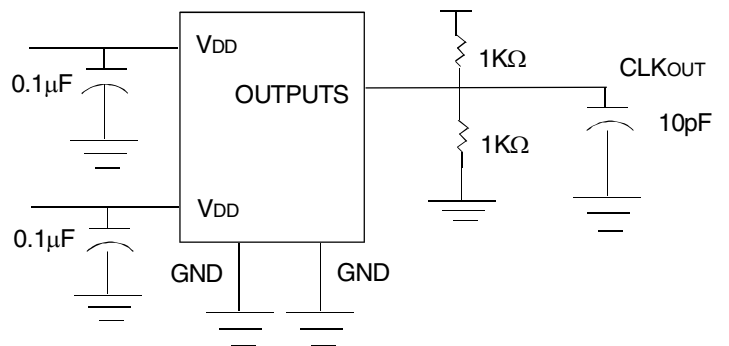 VDD
0.1μF
OUTPUTS
1KΩ
CLKOUT
10pF
1KΩ
VDD
0.1μF
GND
GND